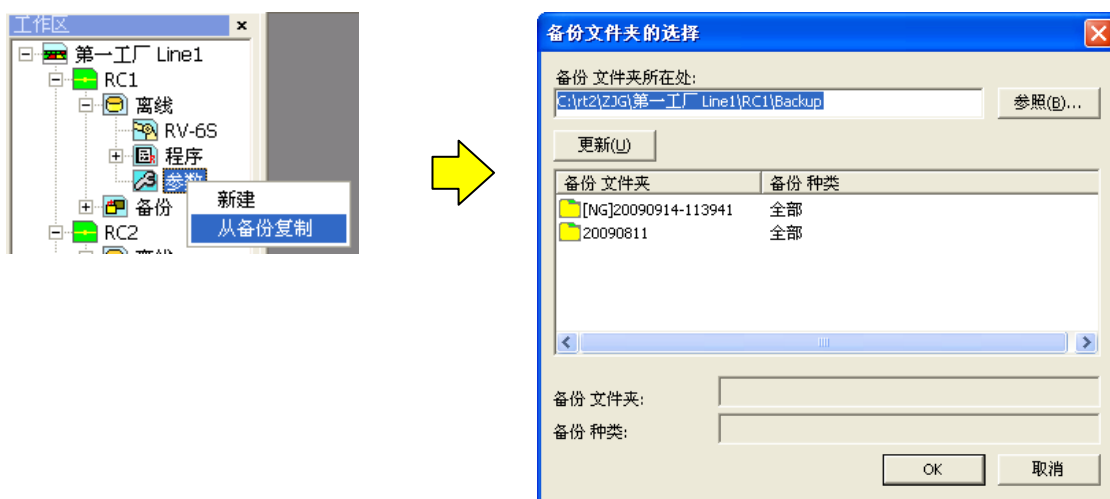 工作区
第一工厂 Line1
RC1
离线
RV-6S
程序
参数
新建
备份
从备份复制
RC2
离线
备份文件夹的选择
备份 文件夹所在处:
C:\rt2\ZJG\第一工厂 Line1\RC1\Backup
参照(B)...
更新(U)
备份 文件夹 备份 种类
[NG]20090914-113941 全部
20090811 全部
备份 文件夹:
备份 种类:
OK 取消